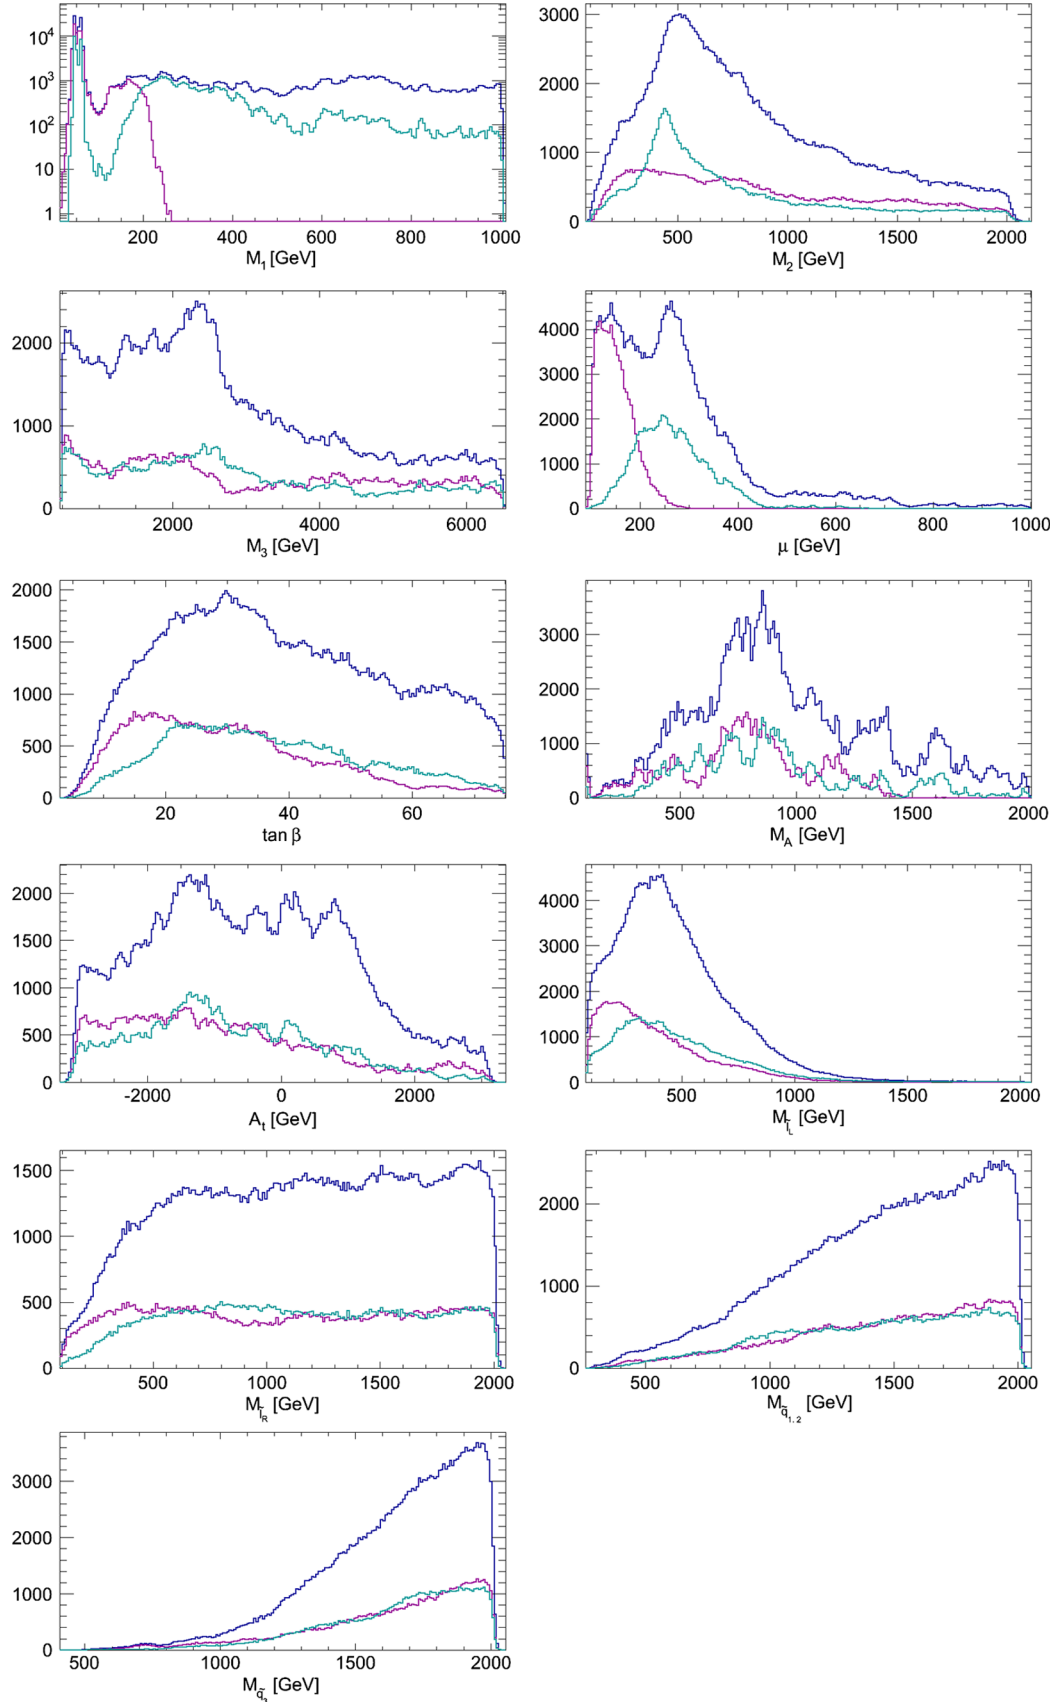 10⁴
10³
10²
10
1
200 400 600 800 1000
M₁ [GeV]
3000
2000
1000
0
500 1000 1500 2000
M₂ [GeV]
2000
1000
0
2000 4000 6000
M₃ [GeV]
4000
3000
2000
1000
0
200 400 600 800 1000
μ [GeV]
2000
1500
1000
500
0
20 40 60
tan β
3000
2000
1000
0
500 1000 1500 2000
M_A [GeV]
2000
1500
1000
500
0
-2000 0 2000
A_t [GeV]
4000
3000
2000
1000
0
500 1000 1500 2000
M_l̃_L [GeV]
1500
1000
500
0
500 1000 1500 2000
M_l̃_R [GeV]
2000
1000
0
500 1000 1500 2000
M_q̃_1,2 [GeV]
3000
2000
1000
0
500 1000 1500 2000
M_q̃_3 [GeV]